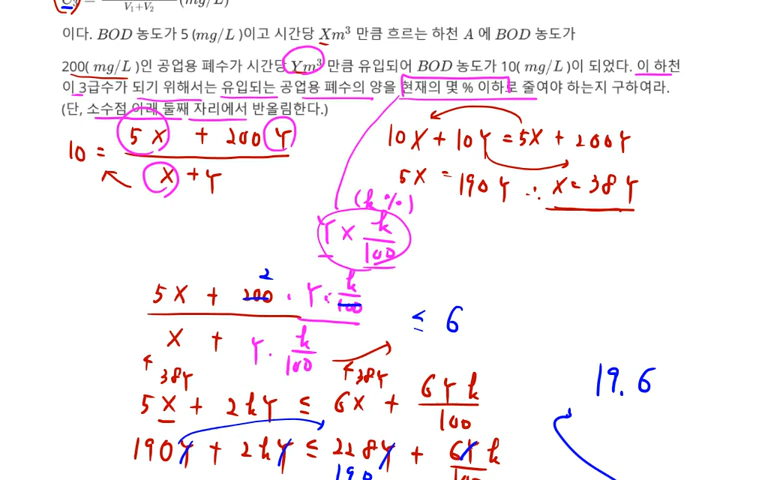 V₁+V₂ (mg/L)
이다. BOD 농도가 5 (mg/L)이고 시간당 Xm³ 만큼 흐르는 하천 A 에 BOD 농도가
200( mg/L )인 공업용 폐수가 시간당 Ym³ 만큼 유입되어 BOD 농도가 10( mg/L )이 되었다. 이 하천
이 3급수가 되기 위해서는 유입되는 공업용 폐수의 양을 현재의 몇 % 이하로 줄여야 하는지 구하여라.
(단, 소수점 아래 둘째 자리에서 반올림한다.)
10 = (5X + 200Y) / (X + Y)
10X + 10Y = 5X + 200Y
5X = 190Y ∴ X = 38Y
(k%)
Y × k/100
2
(5X + 200 · Y · k/100) / (X + Y · k/100) ≤ 6
38Y 38Y
5X + 2kY ≤ 6X + 6Yk/100
19.6
190Y + 2kY ≤ 228Y + 6Yk/100
190